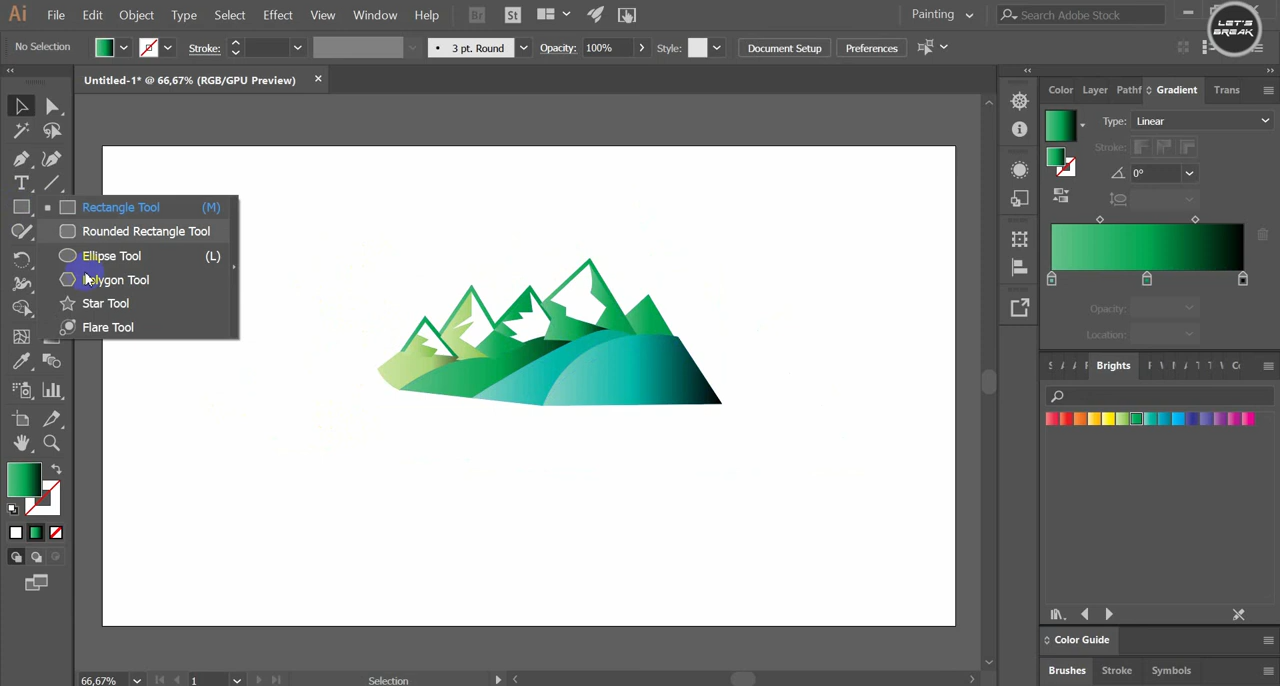 Ai File Edit Object Type Select Effect View Window Help Br St Painting Search Adobe Stock
LET'S BREAK
No Selection Stroke: 3 pt. Round Opacity: 100% Style: Document Setup Preferences
Untitled-1* @ 66,67% (RGB/GPU Preview)
Color Layer Pathf Gradient Trans
Type: Linear
Stroke:
0°
Opacity:
Location:
T
Rectangle Tool (M)
Rounded Rectangle Tool
Ellipse Tool (L)
Polygon Tool
Star Tool
Flare Tool
Brights
Color Guide
Brushes Stroke Symbols
66,67% 1 Selection